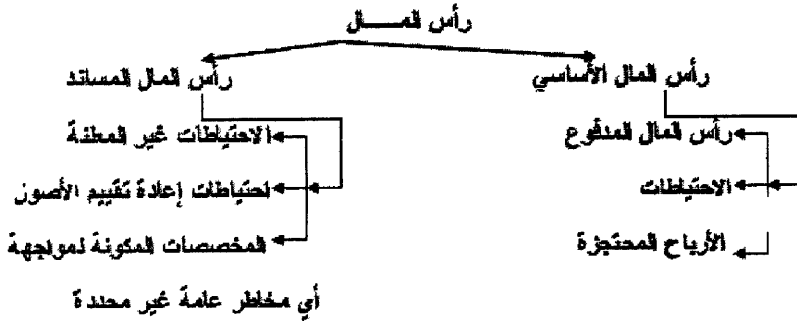 رأس المـــــال
رأس المال الأساسي
رأس المال المدفوع
الاحتياطات
الأرباح المحتجزة
رأس المال المساند
الاحتياطات غير المعلنة
احتياطات إعادة تقييم الأصول
المخصصات المكونة لمواجهة
أي مخاطر عامة غير محددة